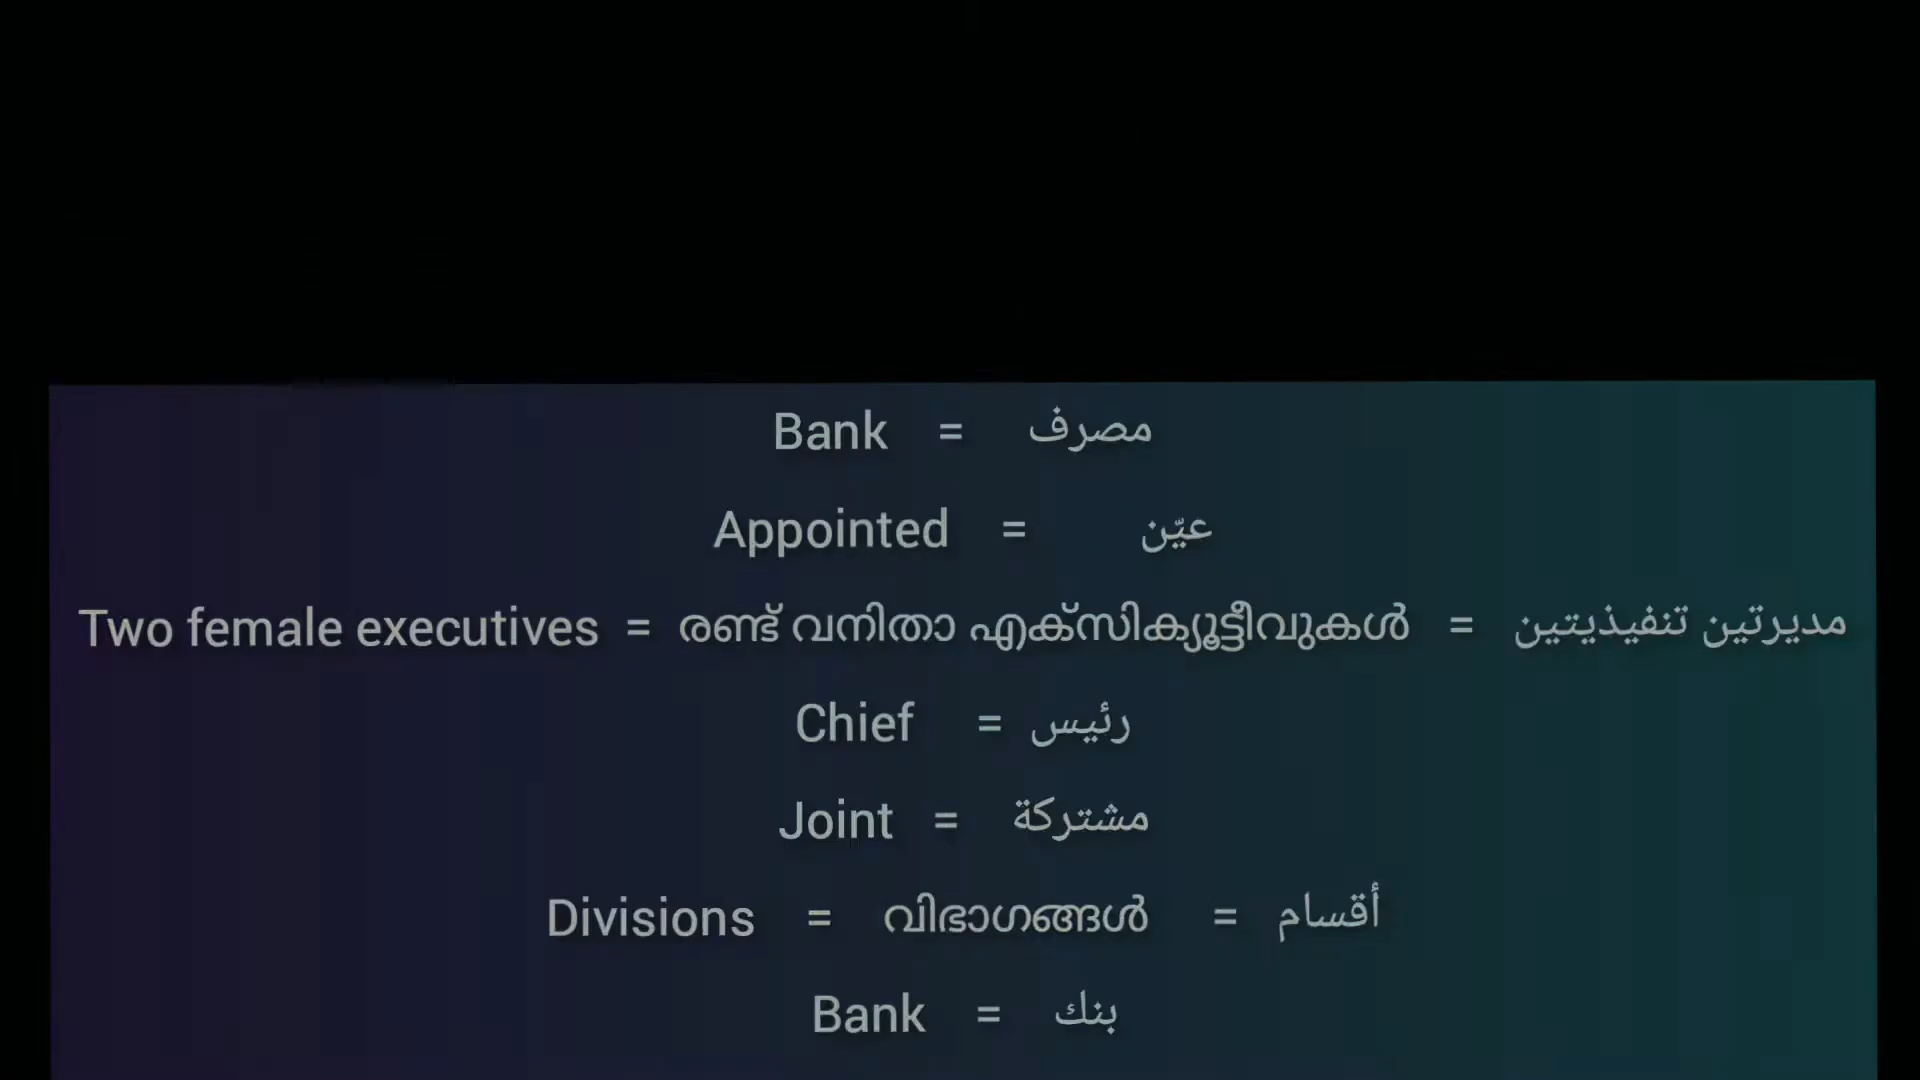 Bank = مصرف
Appointed = عيّن
Two female executives = രണ്ട് വനിതാ എക്സിക്യൂട്ടീവുകൾ = مديرتين تنفيذيتين
Chief = رئيس
Joint = مشتركة
Divisions = വിഭാഗങ്ങൾ = أقسام
Bank = بنك